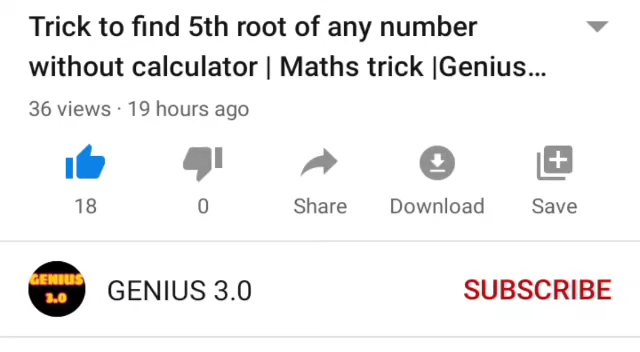 Trick to find 5th root of any number
without calculator | Maths trick |Genius...
36 views · 19 hours ago
18
0
Share
Download
Save
GENIUS
3.0
GENIUS 3.0
SUBSCRIBE